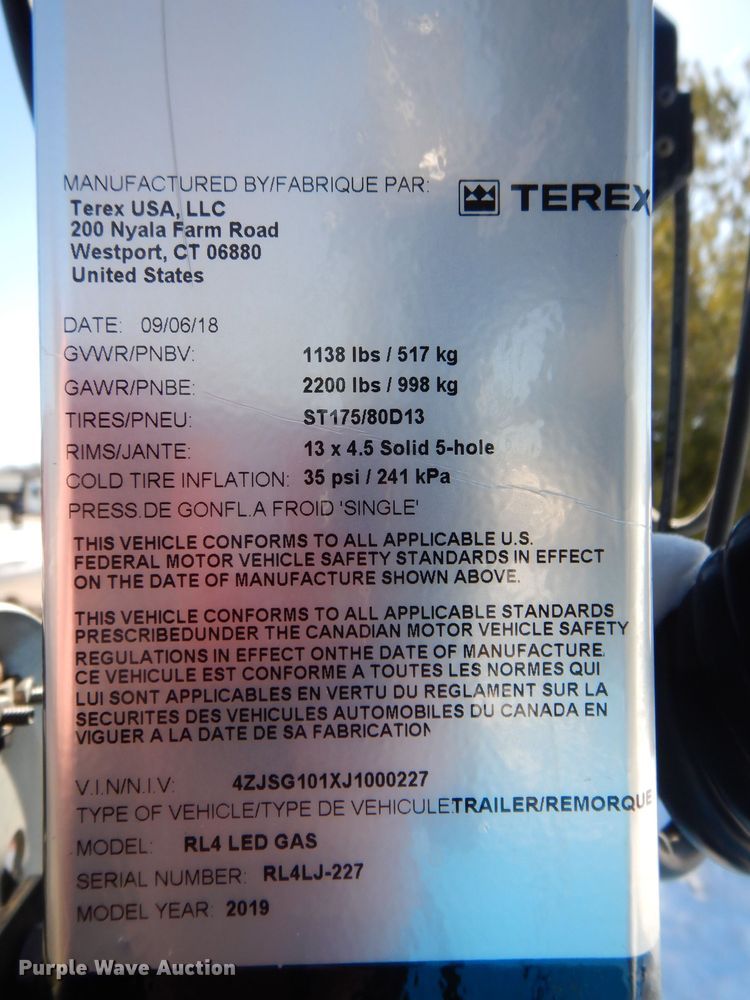 MANUFACTURED BY/FABRIQUE PAR: TEREX
Terex USA, LLC
200 Nyala Farm Road
Westport, CT 06880
United States
DATE: 09/06/18
GVWR/PNBV: 1138 lbs / 517 kg
GAWR/PNBE: 2200 lbs / 998 kg
TIRES/PNEU: ST175/80D13
RIMS/JANTE: 13 x 4.5 Solid 5-hole
COLD TIRE INFLATION: 35 psi / 241 kPa
PRESS.DE GONFL.A FROID 'SINGLE'
THIS VEHICLE CONFORMS TO ALL APPLICABLE U.S.
FEDERAL MOTOR VEHICLE SAFETY STANDARDS IN EFFECT
ON THE DATE OF MANUFACTURE SHOWN ABOVE.
THIS VEHICLE CONFORMS TO ALL APPLICABLE STANDARDS
PRESCRIBEDUNDER THE CANADIAN MOTOR VEHICLE SAFETY
REGULATIONS IN EFFECT ONTHE DATE OF MANUFACTURE.
CE VEHICULE EST CONFORME A TOUTES LES NORMES QUI
LUI SONT APPLICABLES EN VERTU DU REGLAMENT SUR LA
SECURITES DES VEHICULES AUTOMOBILES DU CANADA EN
VIGUER A LA DATE DE SA FABRICATION
V.I.N/N.I.V: 4ZJSG101XJ1000227
TYPE OF VEHICLE/TYPE DE VEHICULE:TRAILER/REMORQUE
MODEL: RL4 LED GAS
SERIAL NUMBER: RL4LJ-227
MODEL YEAR: 2019
Purple Wave Auction